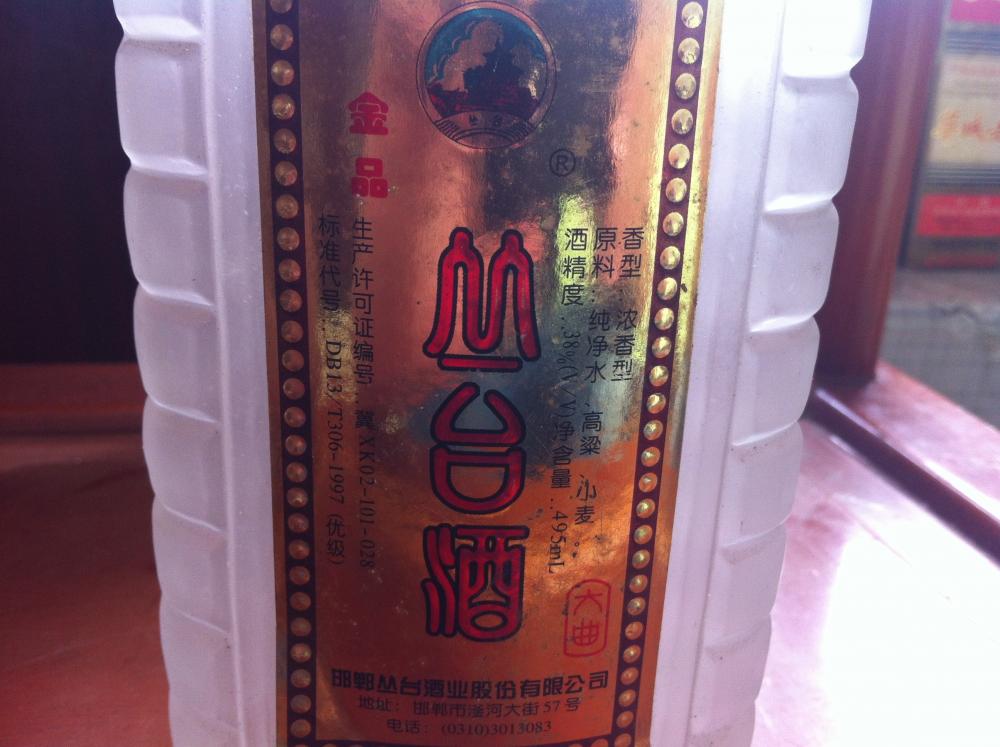 金品
®
香型：浓香型
原料：纯净水、高粱、小麦
酒精度：38%(V/V)净含量：495mL
丛台酒
大曲
生产许可证编号：冀XK02-101-028
标准代号：DB13/T306-1997（优级）
邯郸丛台酒业股份有限公司
地址：邯郸市滏河大街57号
电话：(0310)3013083